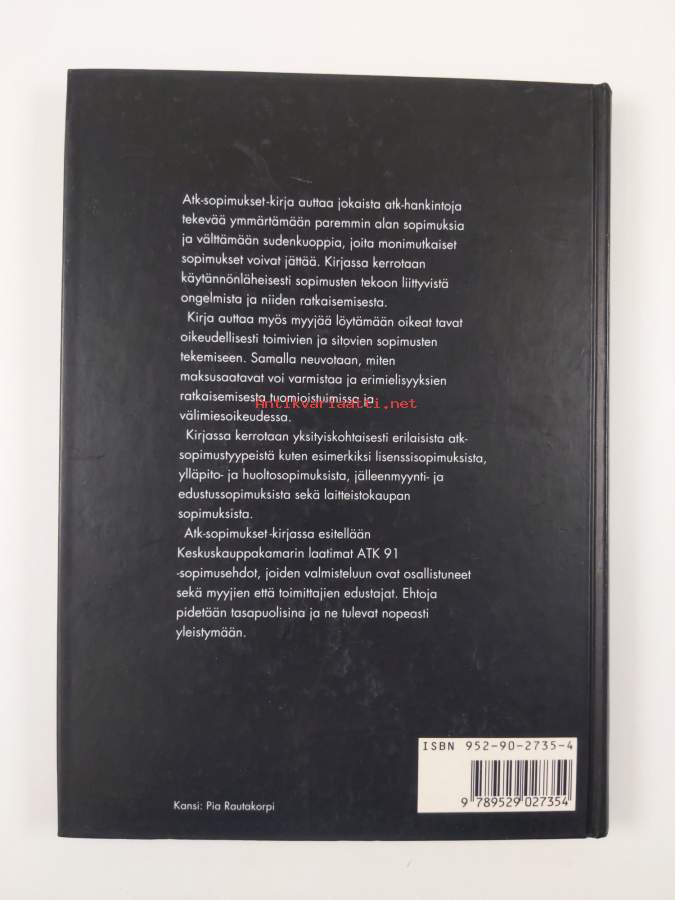 Atk-sopimukset-kirja auttaa jokaista atk-hankintoja
tekevää ymmärtämään paremmin alan sopimuksia
ja välttämään sudenkuoppia, joita monimutkaiset
sopimukset voivat jättää. Kirjassa kerrotaan
käytännönläheisesti sopimusten tekoon liittyvistä
ongelmista ja niiden ratkaisemisesta.
Kirja auttaa myös myyjää löytämään oikeat tavat
oikeudellisesti toimivien ja sitovien sopimusten
tekemiseen. Samalla neuvotaan, miten
maksusaatavat voi varmistaa ja erimielisyyksien
ratkaisemisesta tuomioistuimissa ja
Antikvariaatti.net
välimiesoikeudessa.
Kirjassa kerrotaan yksityiskohtaisesti erilaisista atk-
sopimustyypeistä kuten esimerkiksi lisenssisopimuksista,
ylläpito- ja huoltosopimuksista, jälleenmyynti- ja
edustussopimuksista sekä laitteistokaupan
sopimuksista.
Atk-sopimukset-kirjassa esitellään
Keskuskauppakamarin laatimat ATK 91
-sopimusehdot, joiden valmisteluun ovat osallistuneet
sekä myyjien että toimittajien edustajat. Ehtoja
pidetään tasapuolisina ja ne tulevat nopeasti
yleistymään.
ISBN 952-90-2735-4
9 789529 027354
Kansi: Pia Rautakorpi